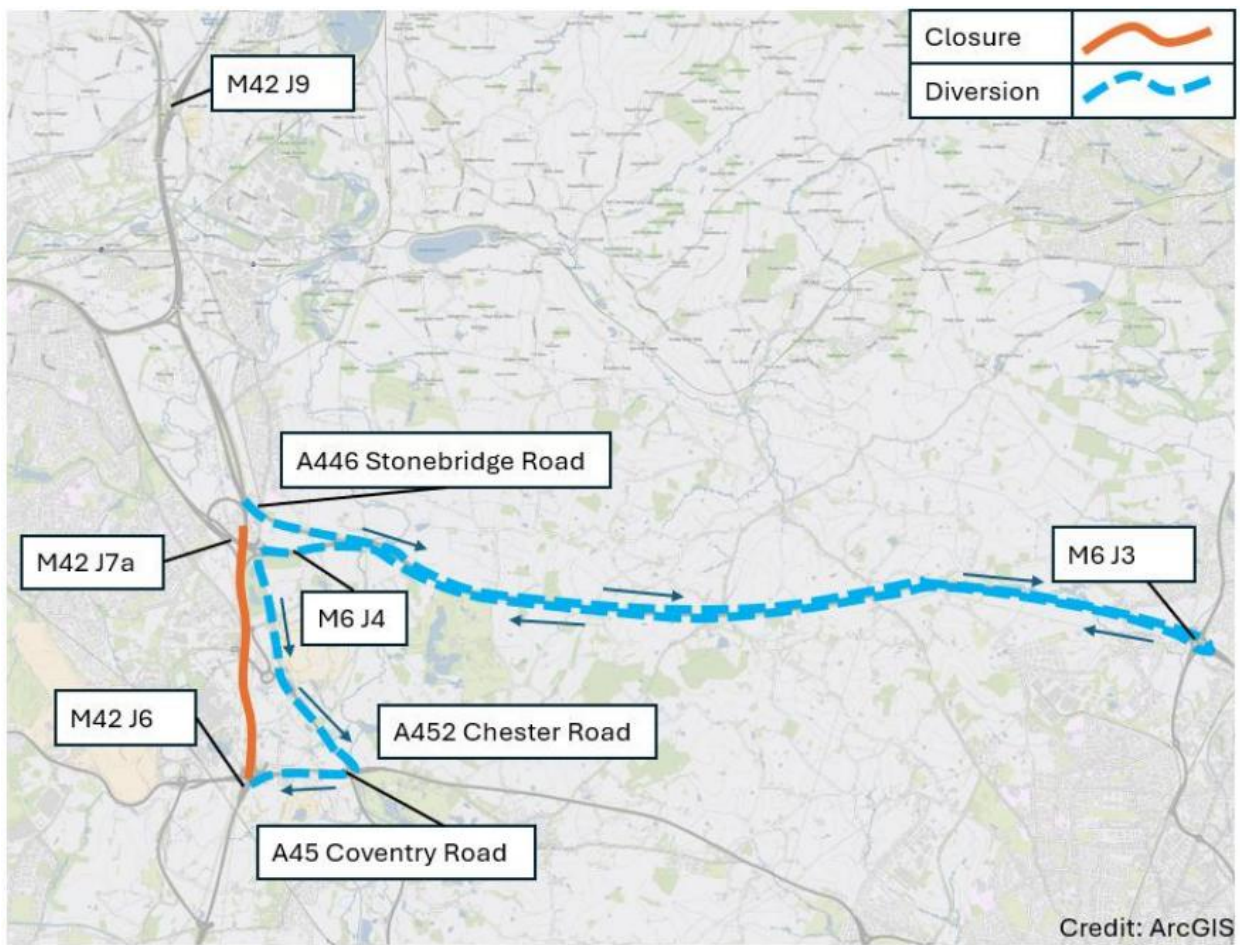 Closure
Diversion
M42 J9
A446 Stonebridge Road
M42 J7a
M6 J3
M6 J4
M42 J6
A452 Chester Road
A45 Coventry Road
Credit: ArcGIS